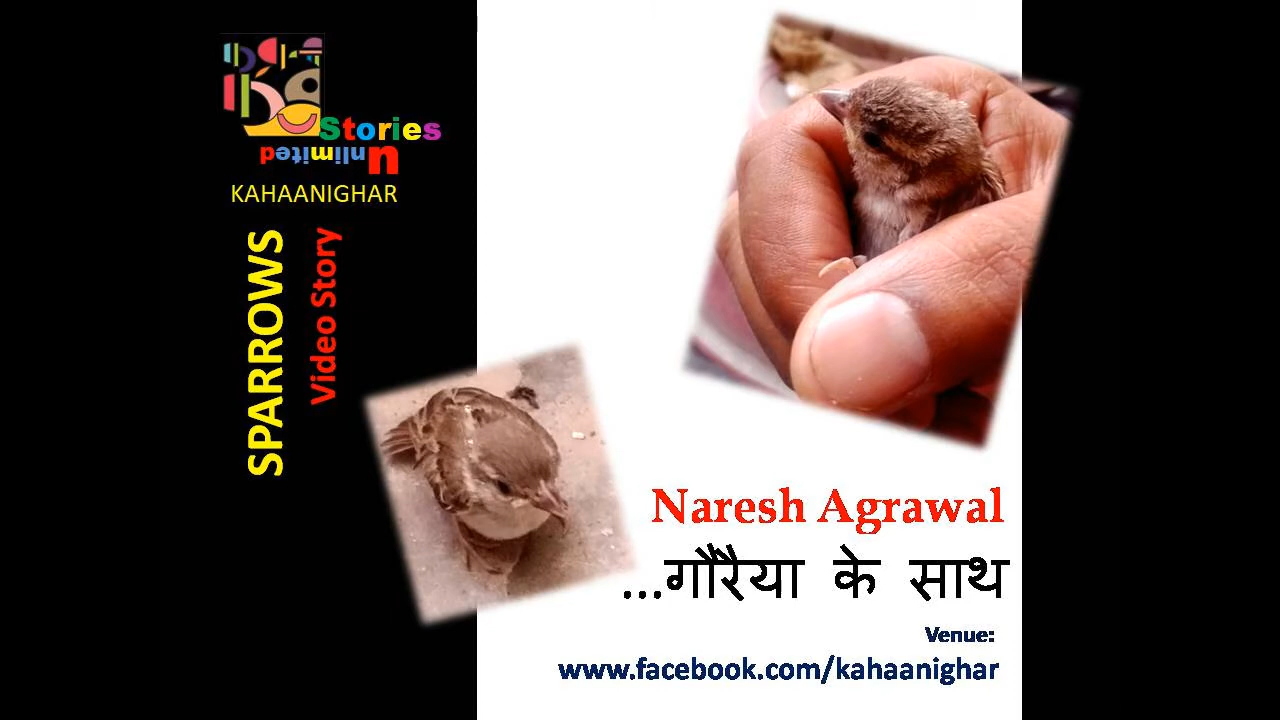 Stories
unlimited
KAHAANIGHAR
SPARROWS
Video Story
Naresh Agrawal
...गौरैया के साथ
Venue:
www.facebook.com/kahaanighar